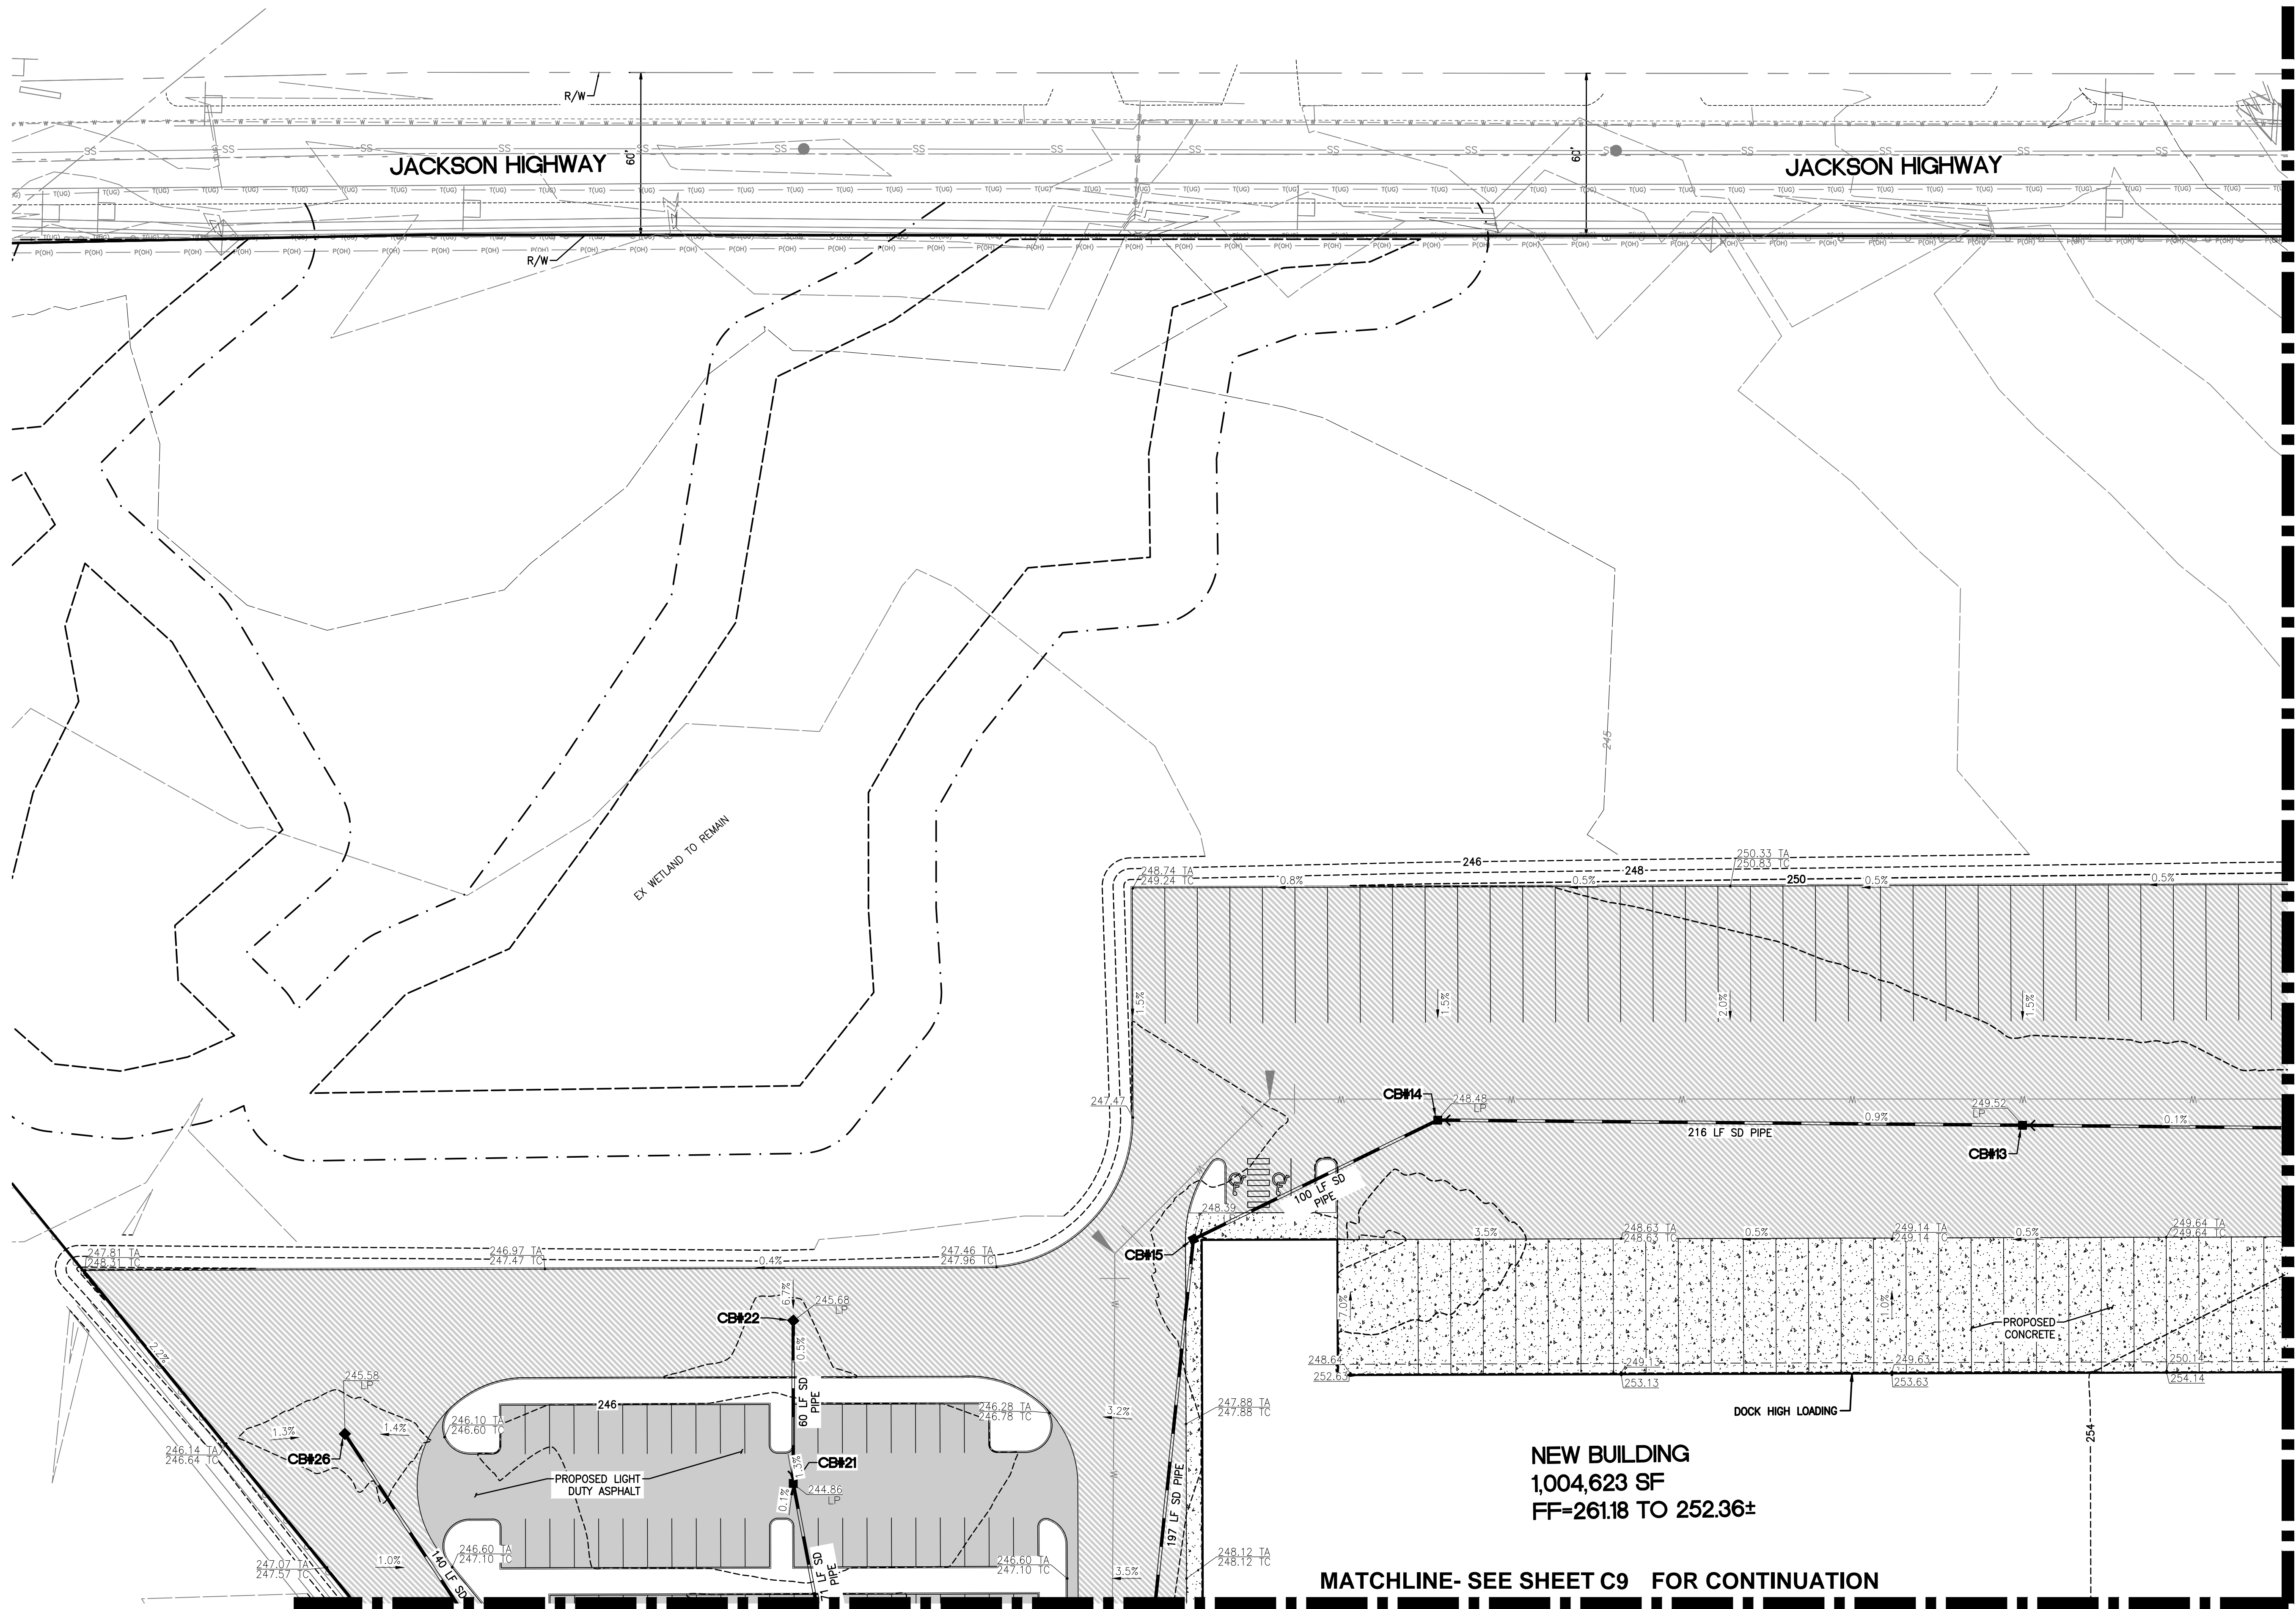 R/W
60'
60'
JACKSON HIGHWAY
JACKSON HIGHWAY
R/W
EX WETLAND TO REMAIN
245
246
248
250
250.33 TA
250.83 TC
248.74 TA
249.24 TC
0.8%
0.5%
0.5%
0.5%
1.5%
1.5%
2.0%
1.5%
247.47
CB#14
248.48
LP
0.9%
249.52
LP
0.1%
216 LF SD PIPE
CB#13
100 LF SD
PIPE
248.39
CB#15
3.5%
248.63 TA
248.63 TC
0.5%
249.14 TA
249.14 TC
0.5%
249.64 TA
249.64 TC
247.81 TA
248.31 TC
246.97 TA
247.47 TC
0.4%
247.46 TA
247.96 TC
6.7%
245.68
LP
CB#22
0.5%
60 LF SD
PIPE
2.2%
7.0%
1.0%
PROPOSED
CONCRETE
248.64
252.63
249.13
253.13
249.63
253.63
250.14
254.14
DOCK HIGH LOADING
254
245.58
LP
1.3%
1.4%
CB#26
246.14 TA
246.64 TC
246.10 TA
246.60 TC
246
246.28 TA
246.78 TC
3.2%
247.88 TA
247.88 TC
1.3%
CB#21
244.86
LP
0.1%
PROPOSED LIGHT
DUTY ASPHALT
197 LF SD PIPE
NEW BUILDING
1,004,623 SF
FF=261.18 TO 252.36±
247.07 TA
247.57 TC
1.0%
140 LF SD
246.60 TA
247.10 TC
71 LF SD
PIPE
246.60 TA
247.10 TC
3.5%
248.12 TA
248.12 TC
MATCHLINE- SEE SHEET C9 FOR CONTINUATION